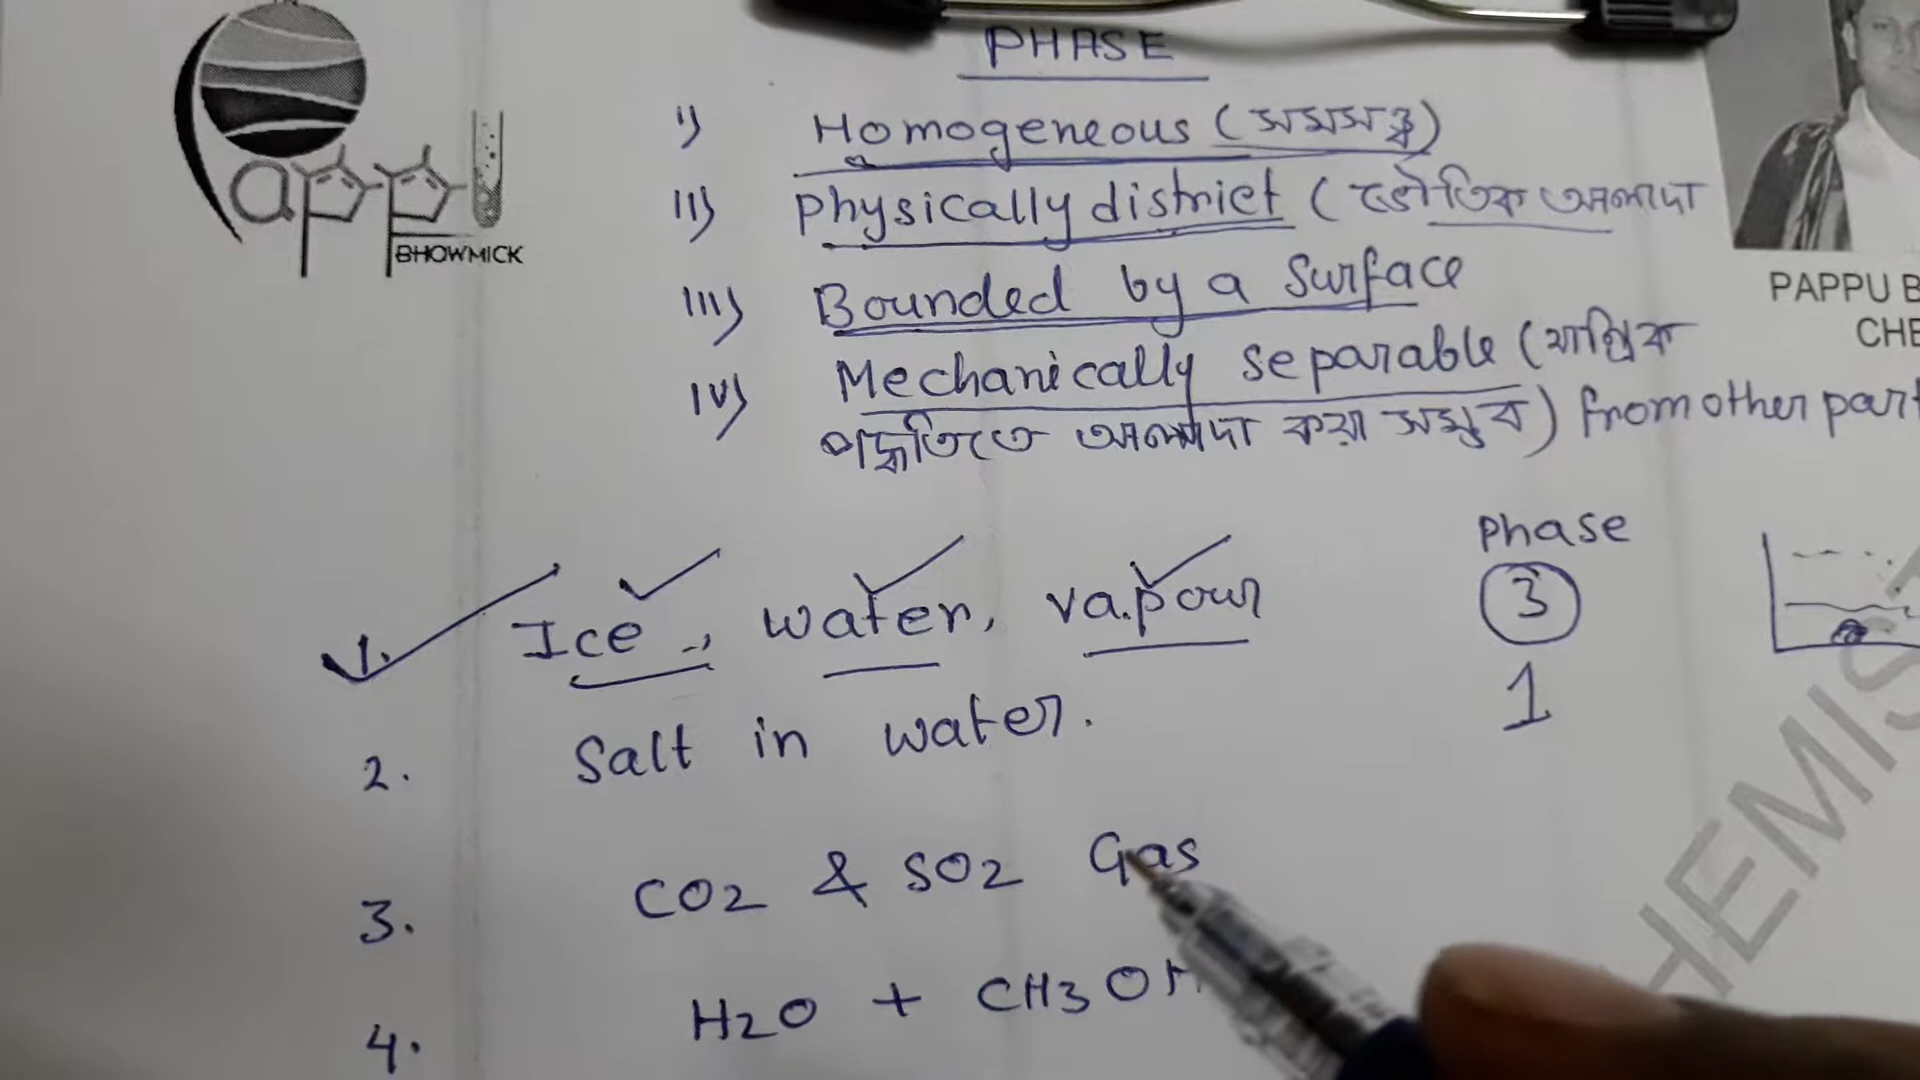 PHASE
i) Homogeneous (সমসত্ত্ব)
ii) Physically district (ভৌতিক আলাদা
iii) Bounded by a Surface
iv) Mechanically separable (যান্ত্রিক
পদ্ধতিতে আলাদা করা সম্ভব) from other part
BHOWMICK
PAPPU B
CHE
Phase
1. Ice, water, vapour 3
2. Salt in water. 1
3. CO2 & SO2 Gas
4. H2O + CH3OH
HEMIS